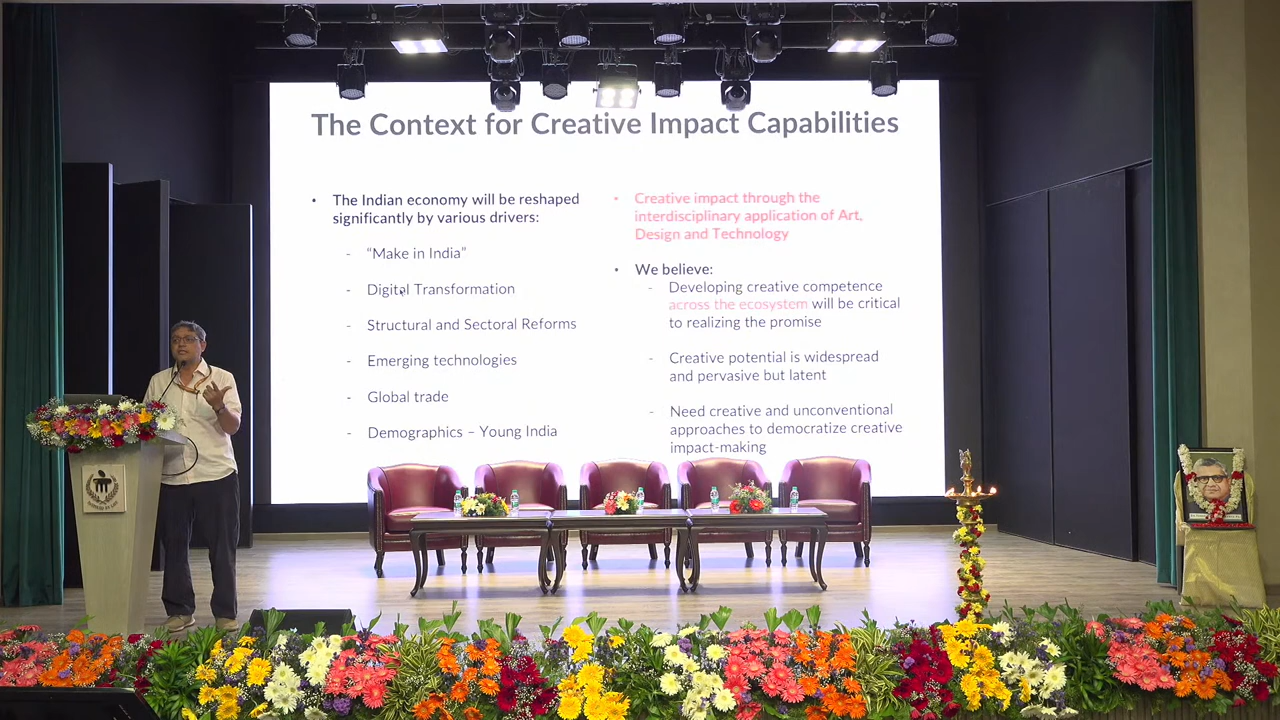 The Context for Creative Impact Capabilities
• The Indian economy will be reshaped
significantly by various drivers:
- “Make in India”
- Digital Transformation
- Structural and Sectoral Reforms
- Emerging technologies
- Global trade
- Demographics – Young India
• Creative impact through the
interdisciplinary application of Art,
Design and Technology
• We believe:
- Developing creative competence
across the ecosystem will be critical
to realizing the promise
- Creative potential is widespread
and pervasive but latent
- Need creative and unconventional
approaches to democratize creative
impact-making